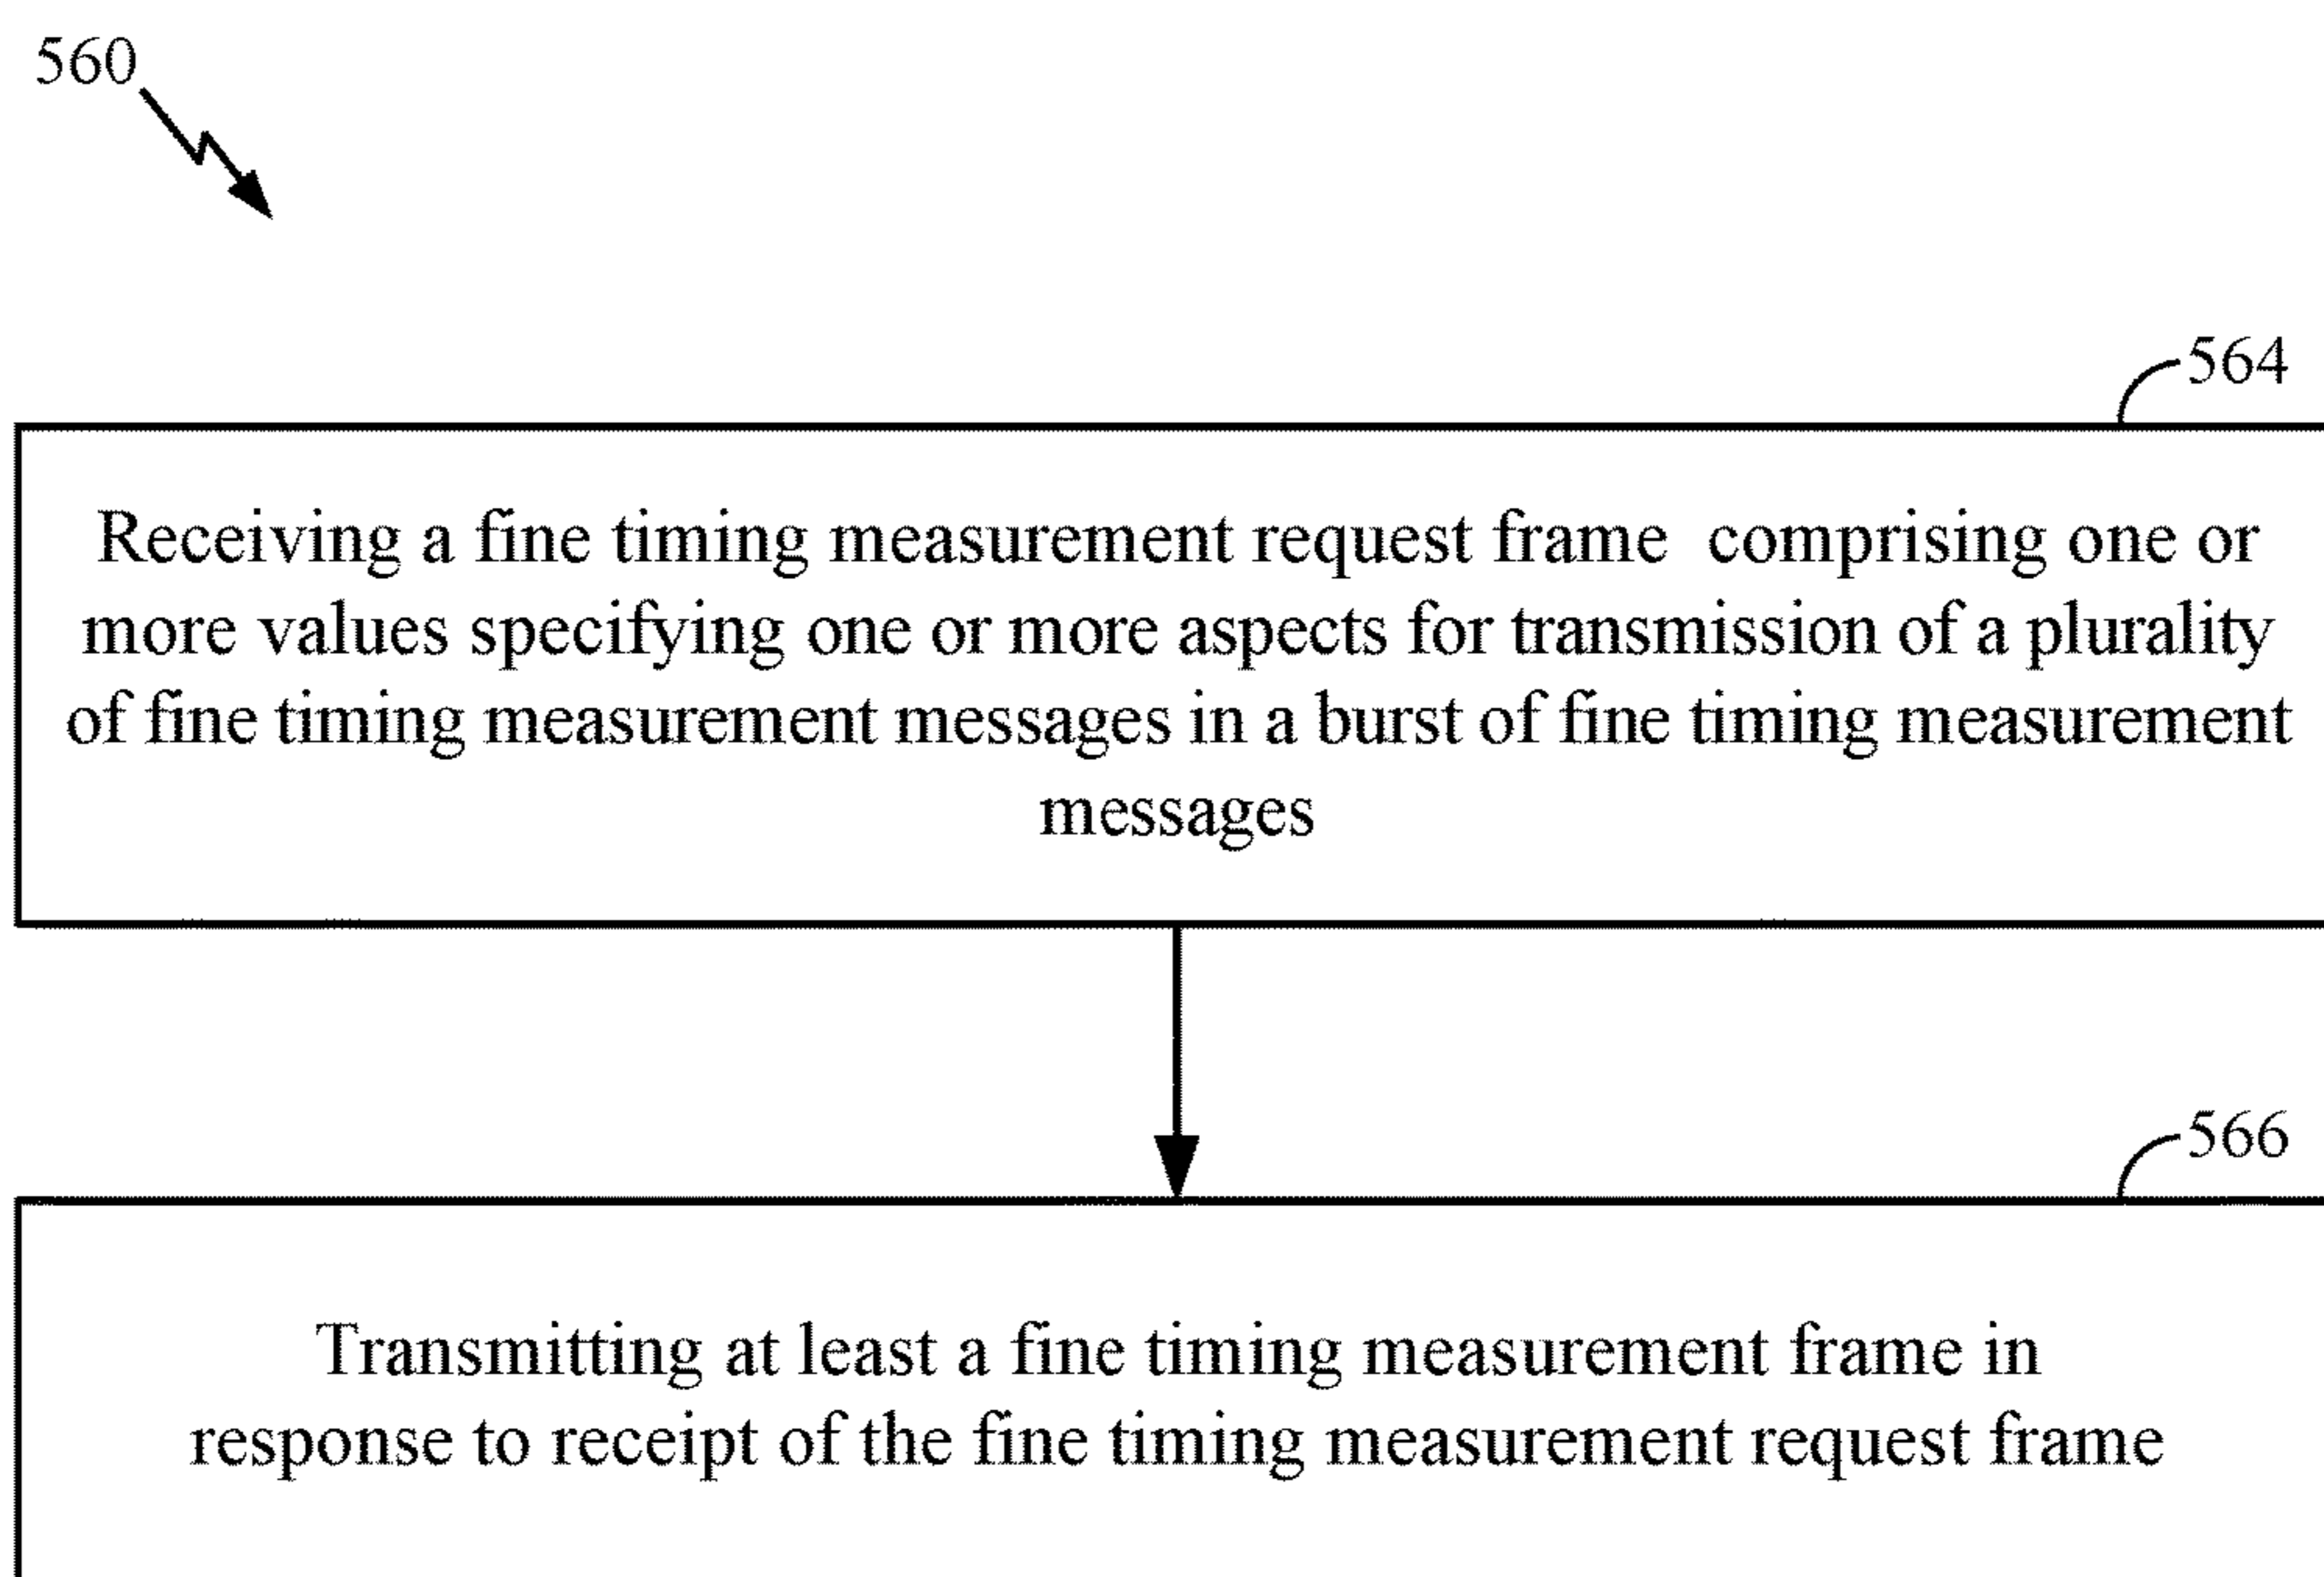 560
564
Receiving a fine timing measurement request frame comprising one or
more values specifying one or more aspects for transmission of a plurality
of fine timing measurement messages in a burst of fine timing measurement
messages
566
Transmitting at least a fine timing measurement frame in
response to receipt of the fine timing measurement request frame